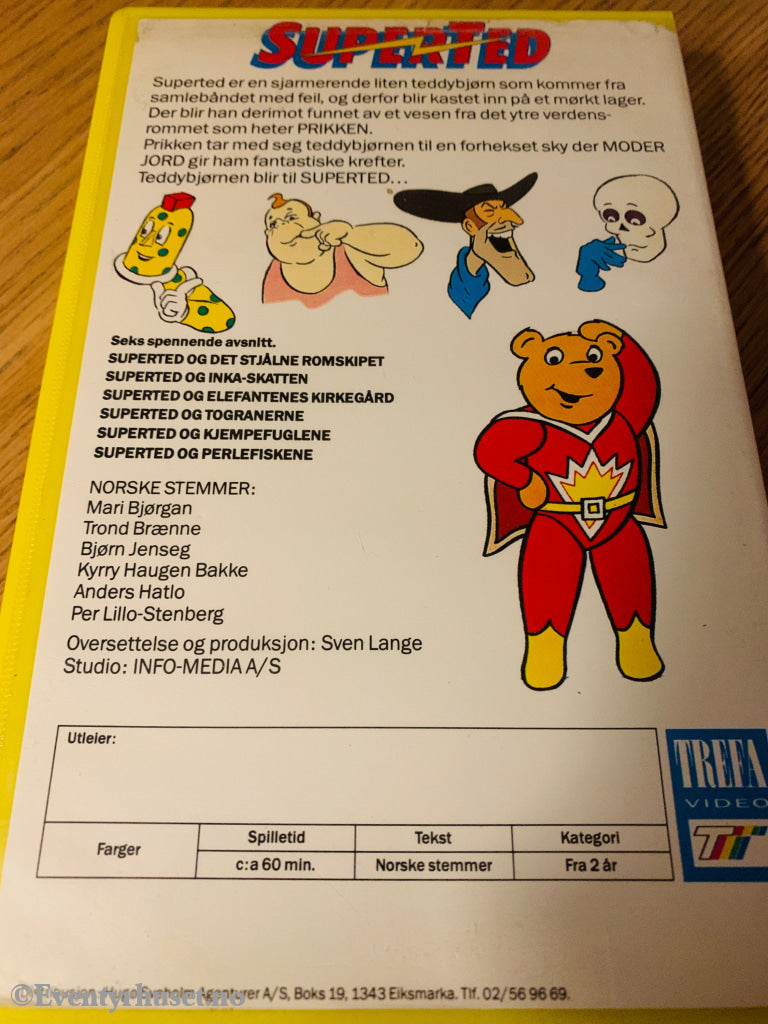 SUPERTED
Superted er en sjarmerende liten teddybjørn som kommer fra
samlebåndet med feil, og derfor blir kastet inn på et mørkt lager.
Der blir han derimot funnet av et vesen fra det ytre verdens-
rommet som heter PRIKKEN.
Prikken tar med seg teddybjørnen til en forhekset sky der MODER
JORD gir ham fantastiske krefter.
Teddybjørnen blir til SUPERTED...
Seks spennende avsnitt.
SUPERTED OG DET STJÅLNE ROMSKIPET
SUPERTED OG INKA-SKATTEN
SUPERTED OG ELEFANTENES KIRKEGÅRD
SUPERTED OG TOGRANERNE
SUPERTED OG KJEMPEFUGLENE
SUPERTED OG PERLEFISKENE
NORSKE STEMMER:
Mari Bjørgan
Trond Brænne
Bjørn Jenseg
Kyrry Haugen Bakke
Anders Hatlo
Per Lillo-Stenberg
Oversettelse og produksjon: Sven Lange
Studio: INFO-MEDIA A/S
Utleier:
Farger
Spilletid
c:a 60 min.
Tekst
Norske stemmer
Kategori
Fra 2 år
TREFA
VIDEO
©Eventyrhuset.no
A/S, Boks 19, 1343 Eiksmarka. Tlf. 02/56 96 69.